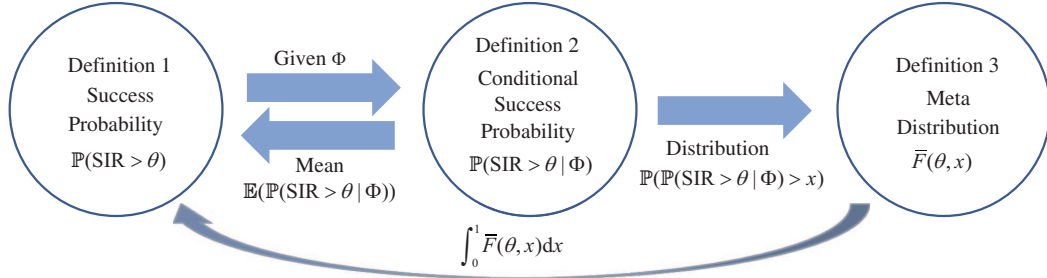 Definition 1
Success
Probability
ℙ(SIR > θ)
Given Φ
Mean
𝔼(ℙ(SIR > θ | Φ))
Definition 2
Conditional
Success
Probability
ℙ(SIR > θ | Φ)
Distribution
ℙ(ℙ(SIR > θ | Φ) > x)
Definition 3
Meta
Distribution
F̅(θ, x)
∫₀¹ F̅(θ, x)dx